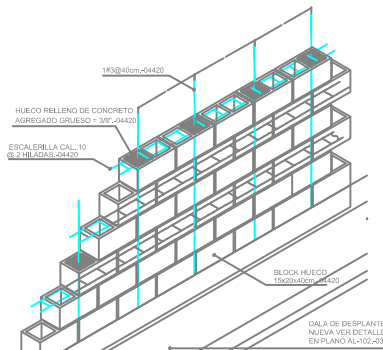 1#3@40cm.-04420
HUECO RELLENO DE CONCRETO
AGREGADO GRUESO = 3/8".-04420
ESCALERILLA CAL. 10
@ 2 HILADAS.-04420
BLOCK HUECO
15x20x40cm.-04420
DALA DE DESPLANTE
NUEVA VER DETALLE
EN PLANO AL-102.-03